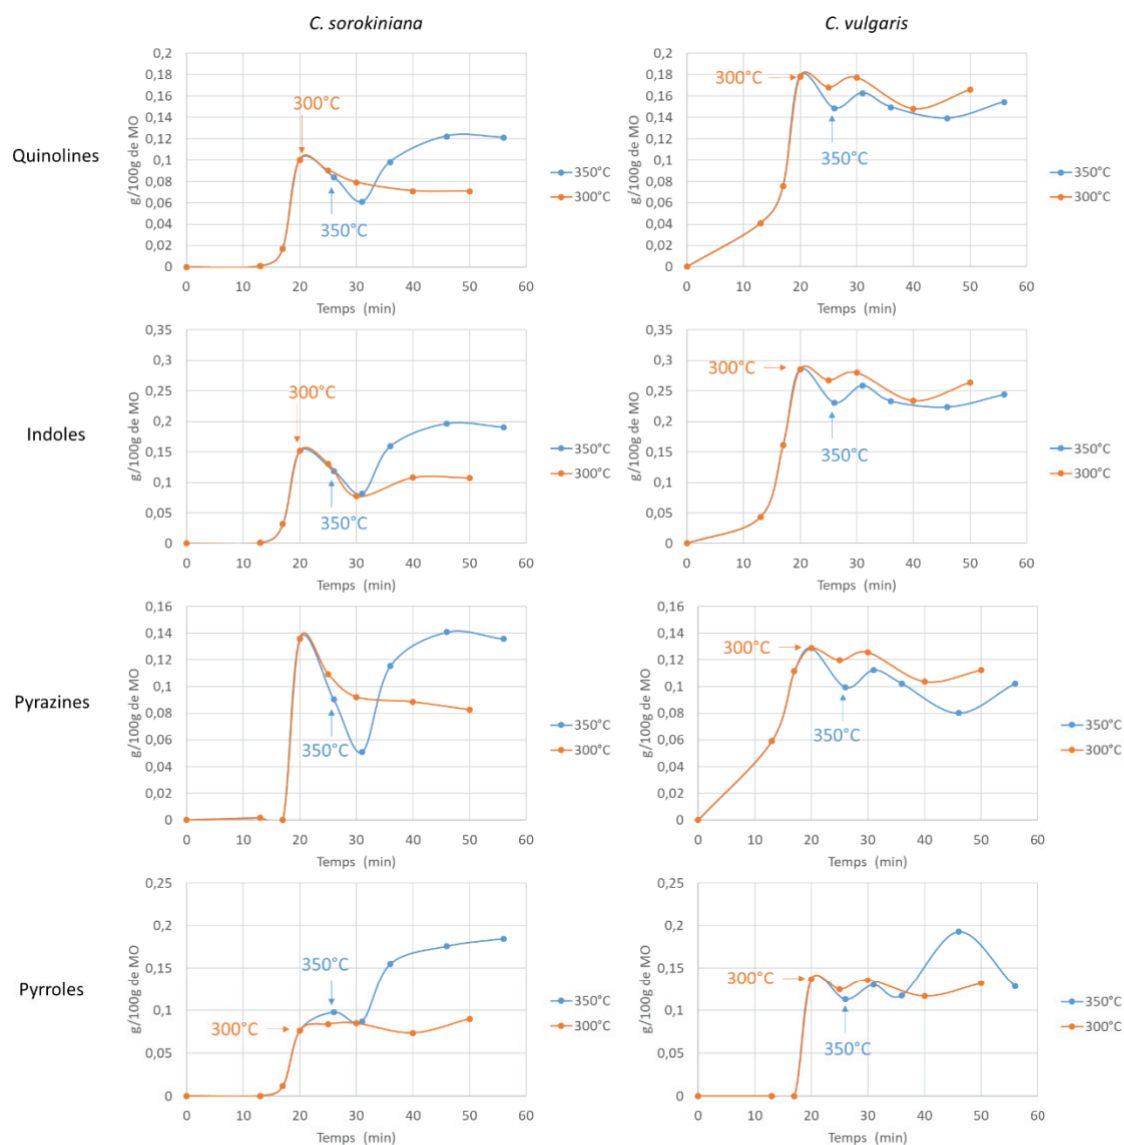 C. sorokiniana
C. vulgaris
Quinolines
g/100g de MO
0,2
0,18
0,16
0,14
0,12
0,1
0,08
0,06
0,04
0,02
0
300°C
350°C
0 10 20 30 40 50 60
Temps (min)
350°C
300°C
g/100g de MO
0,2
0,18
0,16
0,14
0,12
0,1
0,08
0,06
0,04
0,02
0
300°C
350°C
0 10 20 30 40 50 60
Temps (min)
350°C
300°C
Indoles
g/100g de MO
0,35
0,3
0,25
0,2
0,15
0,1
0,05
0
300°C
350°C
0 10 20 30 40 50 60
Temps (min)
350°C
300°C
g/100g de MO
0,35
0,3
0,25
0,2
0,15
0,1
0,05
0
300°C
350°C
0 10 20 30 40 50 60
Temps (min)
350°C
300°C
Pyrazines
g/100g de MO
0,16
0,14
0,12
0,1
0,08
0,06
0,04
0,02
0
350°C
0 10 20 30 40 50 60
Temps (min)
350°C
300°C
g/100g de MO
0,16
0,14
0,12
0,1
0,08
0,06
0,04
0,02
0
300°C
350°C
0 10 20 30 40 50 60
Temps (min)
350°C
300°C
Pyrroles
g/100g de MO
0,25
0,2
0,15
0,1
0,05
0
350°C
300°C
0 10 20 30 40 50 60
Temps (min)
350°C
300°C
g/100g de MO
0,25
0,2
0,15
0,1
0,05
0
300°C
350°C
0 10 20 30 40 50 60
Temps (min)
350°C
300°C